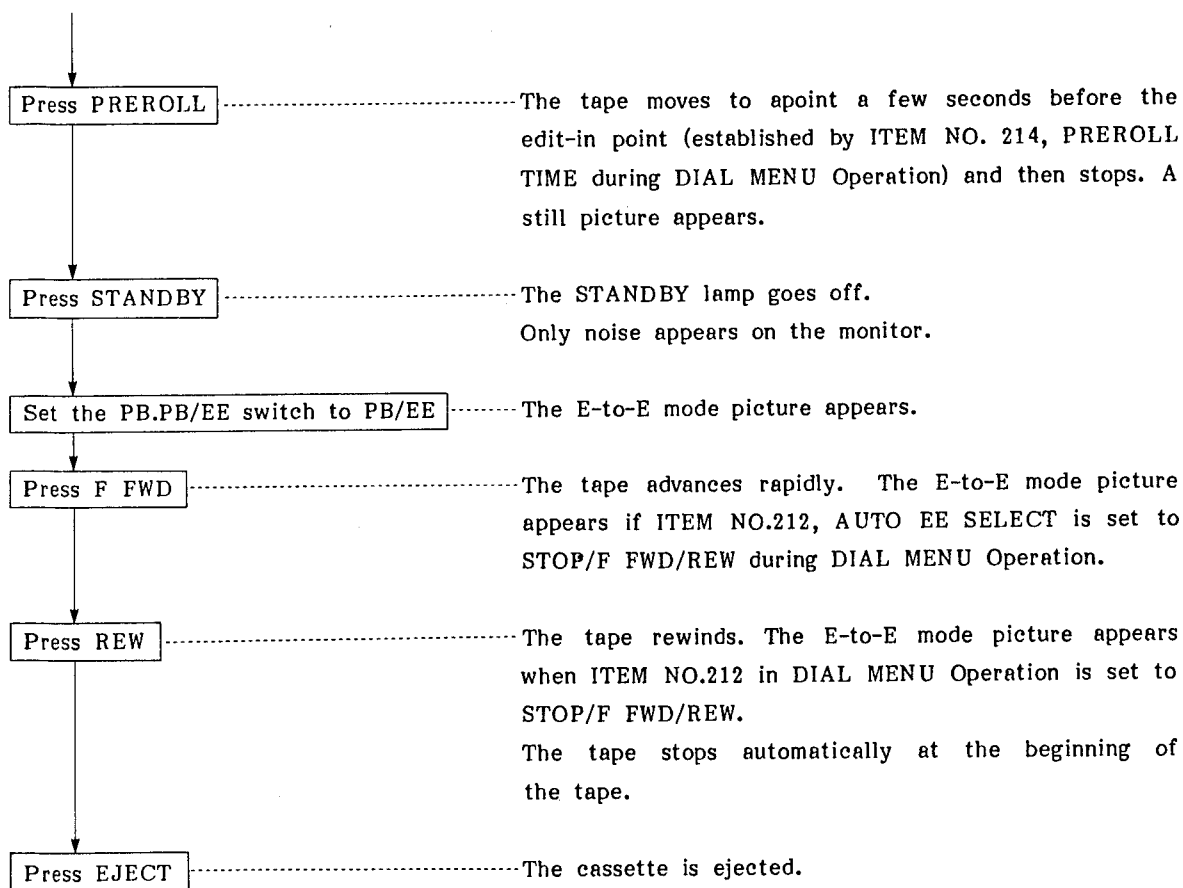 Press PREROLL
The tape moves to apoint a few seconds before the
edit-in point (established by ITEM NO. 214, PREROLL
TIME during DIAL MENU Operation) and then stops. A
still picture appears.
Press STANDBY
The STANDBY lamp goes off.
Only noise appears on the monitor.
Set the PB.PB/EE switch to PB/EE
The E-to-E mode picture appears.
Press F FWD
The tape advances rapidly. The E-to-E mode picture
appears if ITEM NO.212, AUTO EE SELECT is set to
STOP/F FWD/REW during DIAL MENU Operation.
Press REW
The tape rewinds. The E-to-E mode picture appears
when ITEM NO.212 in DIAL MENU Operation is set to
STOP/F FWD/REW.
The tape stops automatically at the beginning of
the tape.
Press EJECT
The cassette is ejected.